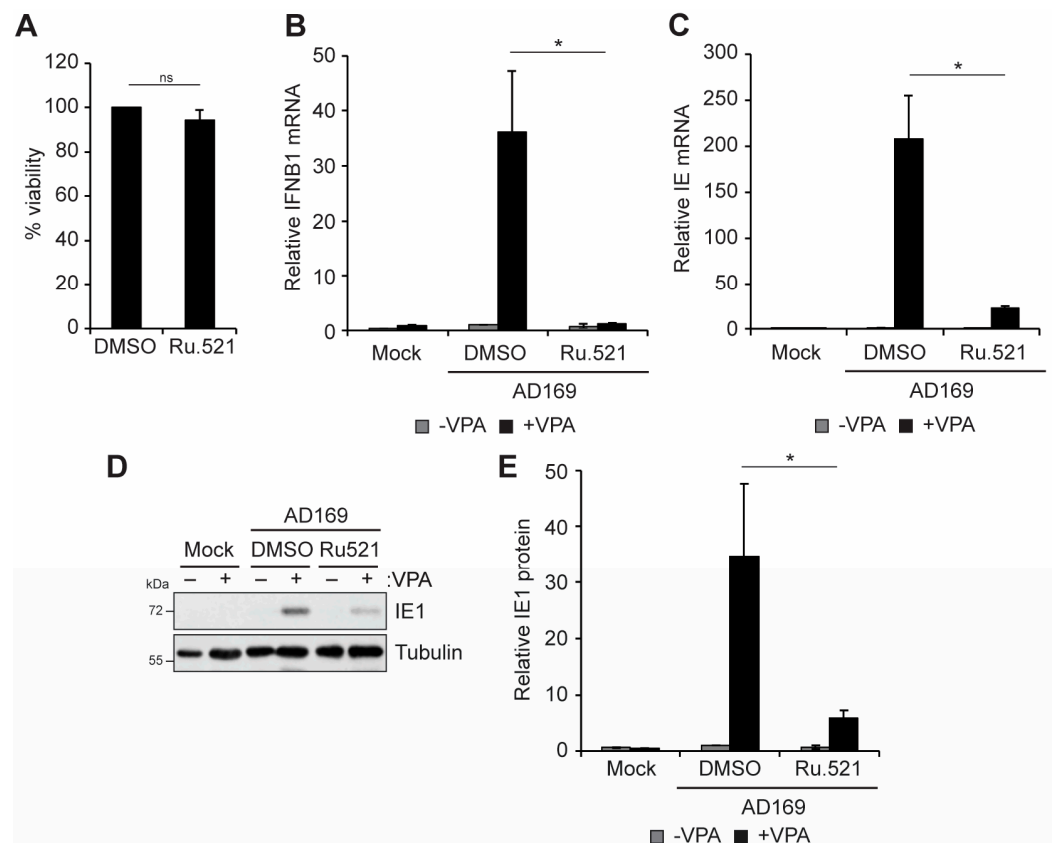 A
% viability
120
100
80
60
40
20
0
ns
DMSO Ru.521
B
Relative IFNB1 mRNA
50
40
30
20
10
0
*
Mock DMSO Ru.521
AD169
-VPA +VPA
C
Relative IE mRNA
300
250
200
150
100
50
0
*
Mock DMSO Ru.521
AD169
-VPA +VPA
D
AD169
Mock DMSO Ru521
kDa – + – + – + :VPA
72 IE1
55 Tubulin
E
Relative IE1 protein
50
40
30
20
10
0
*
Mock DMSO Ru.521
AD169
-VPA +VPA